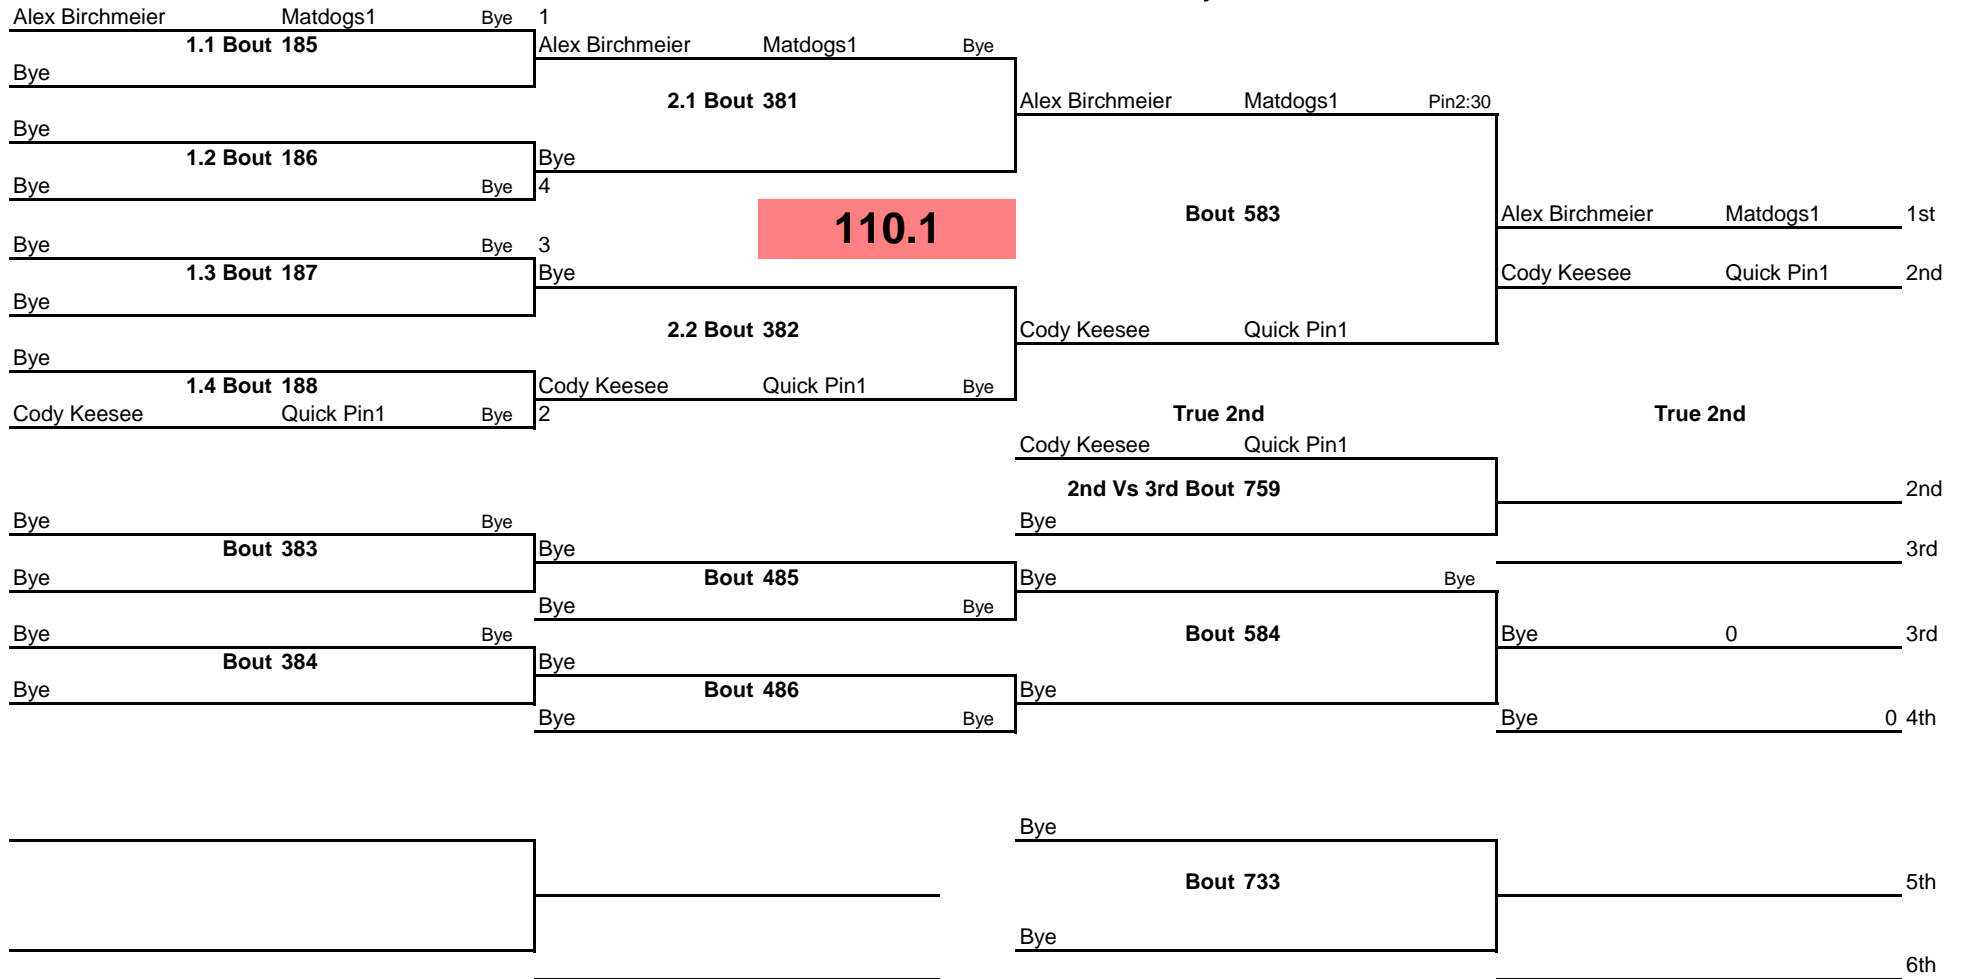 Alex Birchmeier Matdogs1 Bye 1
1.1 Bout 185 Alex Birchmeier Matdogs1 Bye
Bye
2.1 Bout 381 Alex Birchmeier Matdogs1 Pin2:30
Bye
1.2 Bout 186 Bye
Bye Bye 4
110.1 Bout 583 Alex Birchmeier Matdogs1 1st
Bye Bye 3
1.3 Bout 187 Bye Cody Keesee Quick Pin1 2nd
Bye
2.2 Bout 382 Cody Keesee Quick Pin1
Bye
1.4 Bout 188 Cody Keesee Quick Pin1 Bye
Cody Keesee Quick Pin1 Bye 2 True 2nd True 2nd
Cody Keesee Quick Pin1
2nd Vs 3rd Bout 759 2nd
Bye Bye Bye
Bout 383 Bye 3rd
Bye Bout 485 Bye Bye
Bye Bye
Bye Bye Bout 584 Bye 0 3rd
Bout 384 Bye
Bye Bout 486 Bye
Bye Bye Bye 0 4th
Bye
Bout 733 5th
Bye
6th